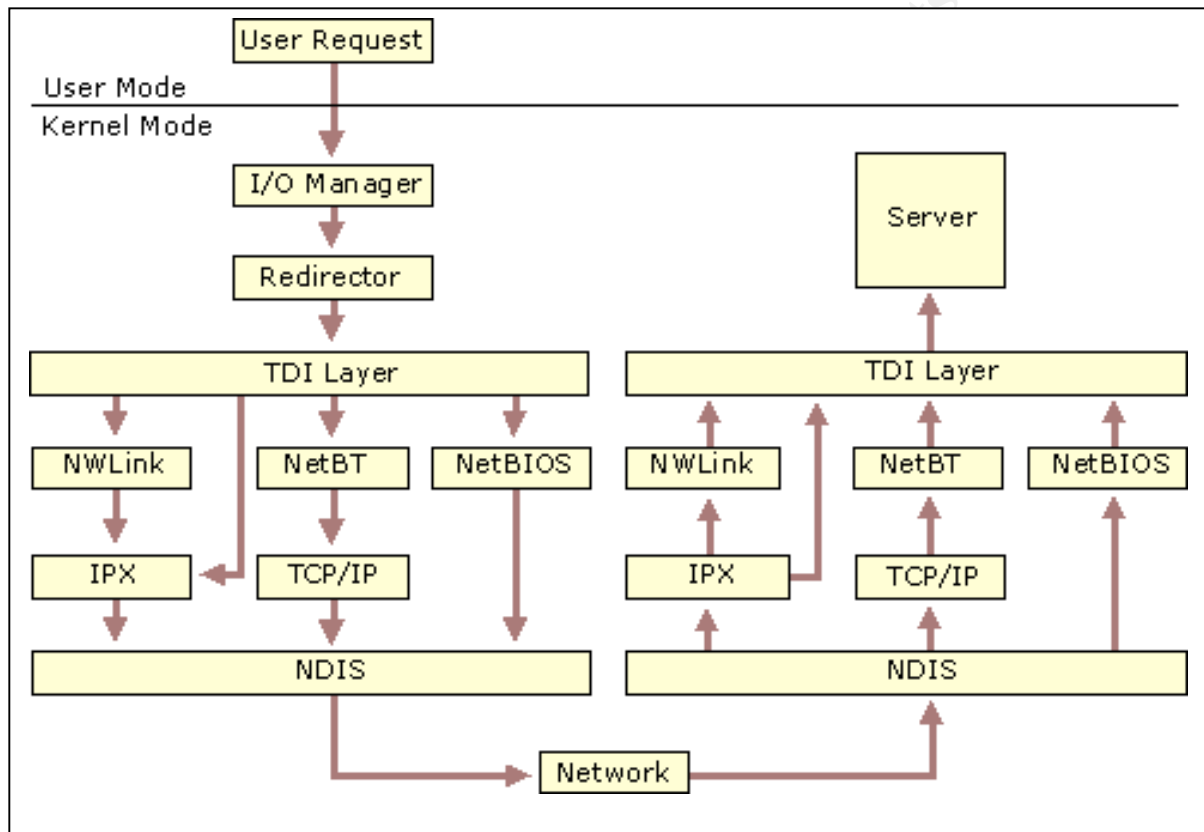 User Request
User Mode
Kernel Mode
I/O Manager
Redirector
Server
TDI Layer
TDI Layer
NWLink
NetBT
NetBIOS
NWLink
NetBT
NetBIOS
IPX
TCP/IP
IPX
TCP/IP
NDIS
NDIS
Network